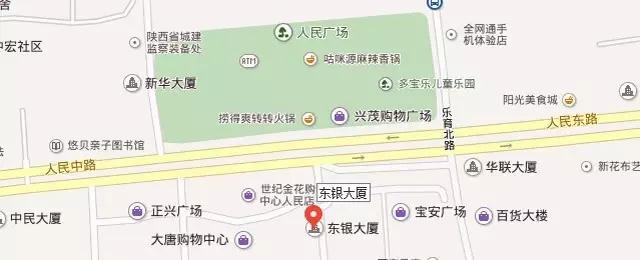 陕西省城建
监察装备处
中宏社区
新华大厦
人民广场
ATM
咕咪源麻辣香锅
多宝乐儿童乐园
捞得爽转转火锅
兴茂购物广场
全网通手
机体验店
阳光美食城
乐育北路
人民东路
悠贝亲子图书馆
人民中路
华联大厦
新花布艺
世纪金花购
中心人民店
东银大厦
中民大厦
正兴广场
大唐购物中心
东银大厦
宝安广场
百货大楼